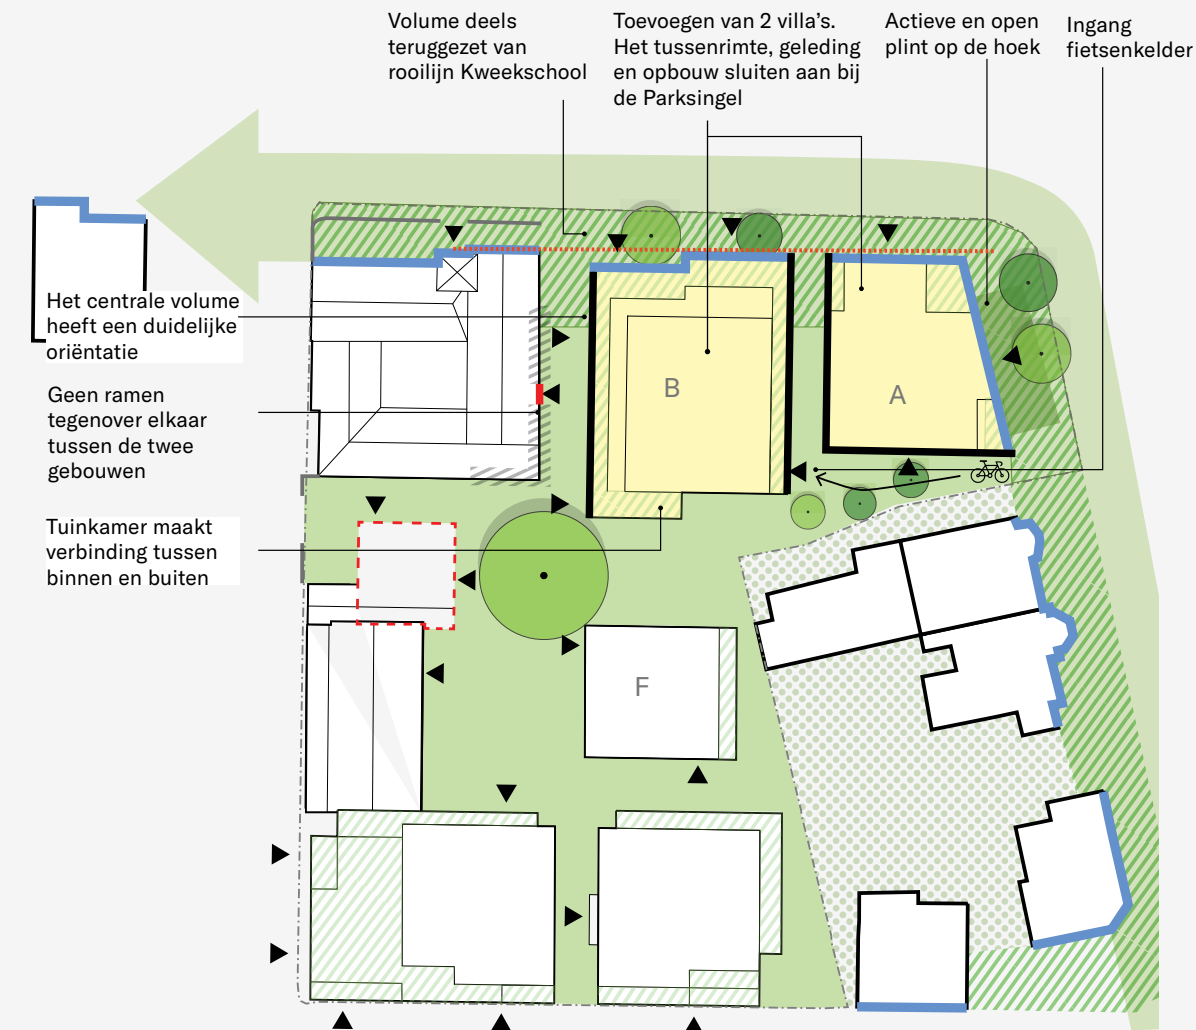 Volume deels
teruggezet van
rooilijn Kweekschool
Toevoegen van 2 villa's.
Het tussenrimte, geleding
en opbouw sluiten aan bij
de Parksingel
Actieve en open
plint op de hoek
Ingang
fietsenkelder
Het centrale volume
heeft een duidelijke
oriëntatie
Geen ramen
tegenover elkaar
tussen de twee
gebouwen
Tuinkamer maakt
verbinding tussen
binnen en buiten
B
A
F